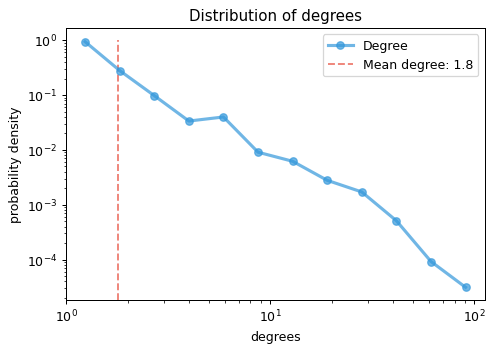 Distribution of degrees
Degree
Mean degree: 1.8
probability density
10⁰
10⁻¹
10⁻²
10⁻³
10⁻⁴
10⁰
10¹
10²
degrees